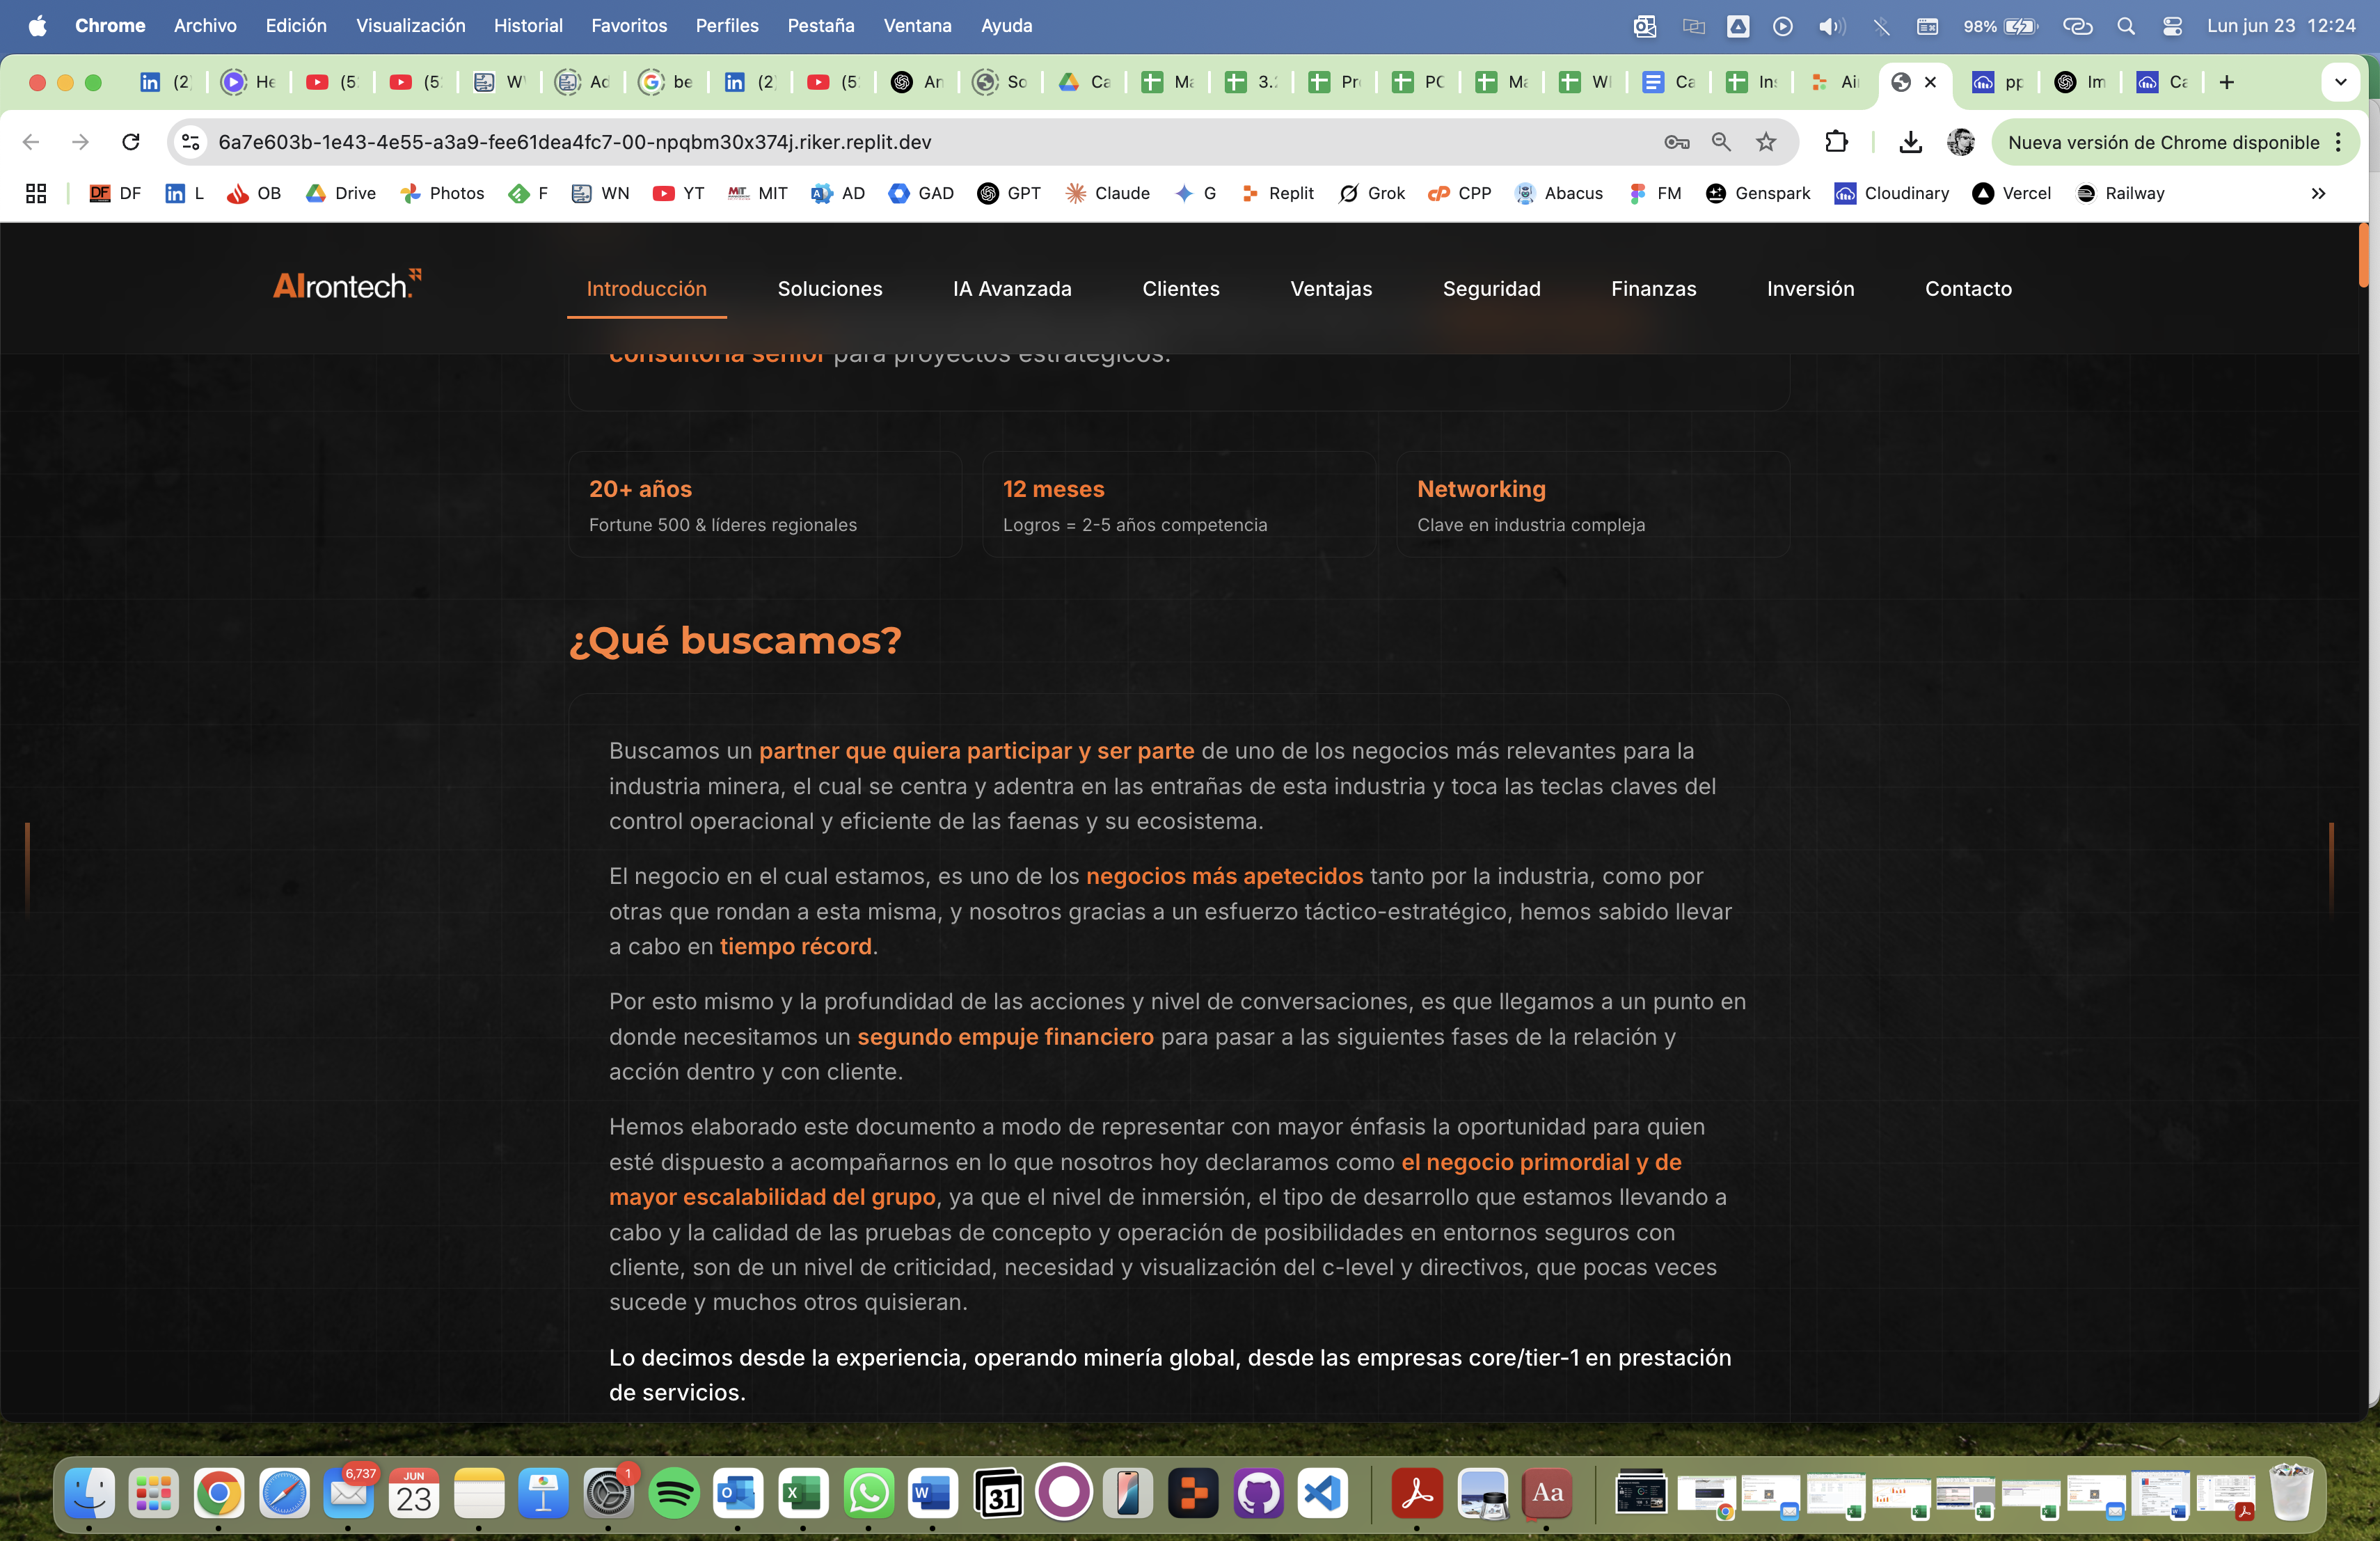 Chrome Archivo Edición Visualización Historial Favoritos Perfiles Pestaña Ventana Ayuda 98% Lun jun 23 12:24
(2 He (5 (5 W Ad be (2 (5 An So Ca Ma 3. Pr PC Ma WI Ca In Ai pp Im Ca
6a7e603b-1e43-4e55-a3a9-fee61dea4fc7-00-npqbm30x374j.riker.replit.dev Nueva versión de Chrome disponible
DF L OB Drive Photos F WN YT MIT AD GAD GPT Claude G Replit Grok CPP Abacus FM Genspark Cloudinary Vercel Railway
AIrontech. Introducción Soluciones IA Avanzada Clientes Ventajas Seguridad Finanzas Inversión Contacto
consultoría senior para proyectos estratégicos.
20+ años 12 meses Networking
Fortune 500 & líderes regionales Logros = 2-5 años competencia Clave en industria compleja
¿Qué buscamos?
Buscamos un partner que quiera participar y ser parte de uno de los negocios más relevantes para la
industria minera, el cual se centra y adentra en las entrañas de esta industria y toca las teclas claves del
control operacional y eficiente de las faenas y su ecosistema.
El negocio en el cual estamos, es uno de los negocios más apetecidos tanto por la industria, como por
otras que rondan a esta misma, y nosotros gracias a un esfuerzo táctico-estratégico, hemos sabido llevar
a cabo en tiempo récord.
Por esto mismo y la profundidad de las acciones y nivel de conversaciones, es que llegamos a un punto en
donde necesitamos un segundo empuje financiero para pasar a las siguientes fases de la relación y
acción dentro y con cliente.
Hemos elaborado este documento a modo de representar con mayor énfasis la oportunidad para quien
esté dispuesto a acompañarnos en lo que nosotros hoy declaramos como el negocio primordial y de
mayor escalabilidad del grupo, ya que el nivel de inmersión, el tipo de desarrollo que estamos llevando a
cabo y la calidad de las pruebas de concepto y operación de posibilidades en entornos seguros con
cliente, son de un nivel de criticidad, necesidad y visualización del c-level y directivos, que pocas veces
sucede y muchos otros quisieran.
Lo decimos desde la experiencia, operando minería global, desde las empresas core/tier-1 en prestación
de servicios.
6,737 JUN 23 1 31 Aa